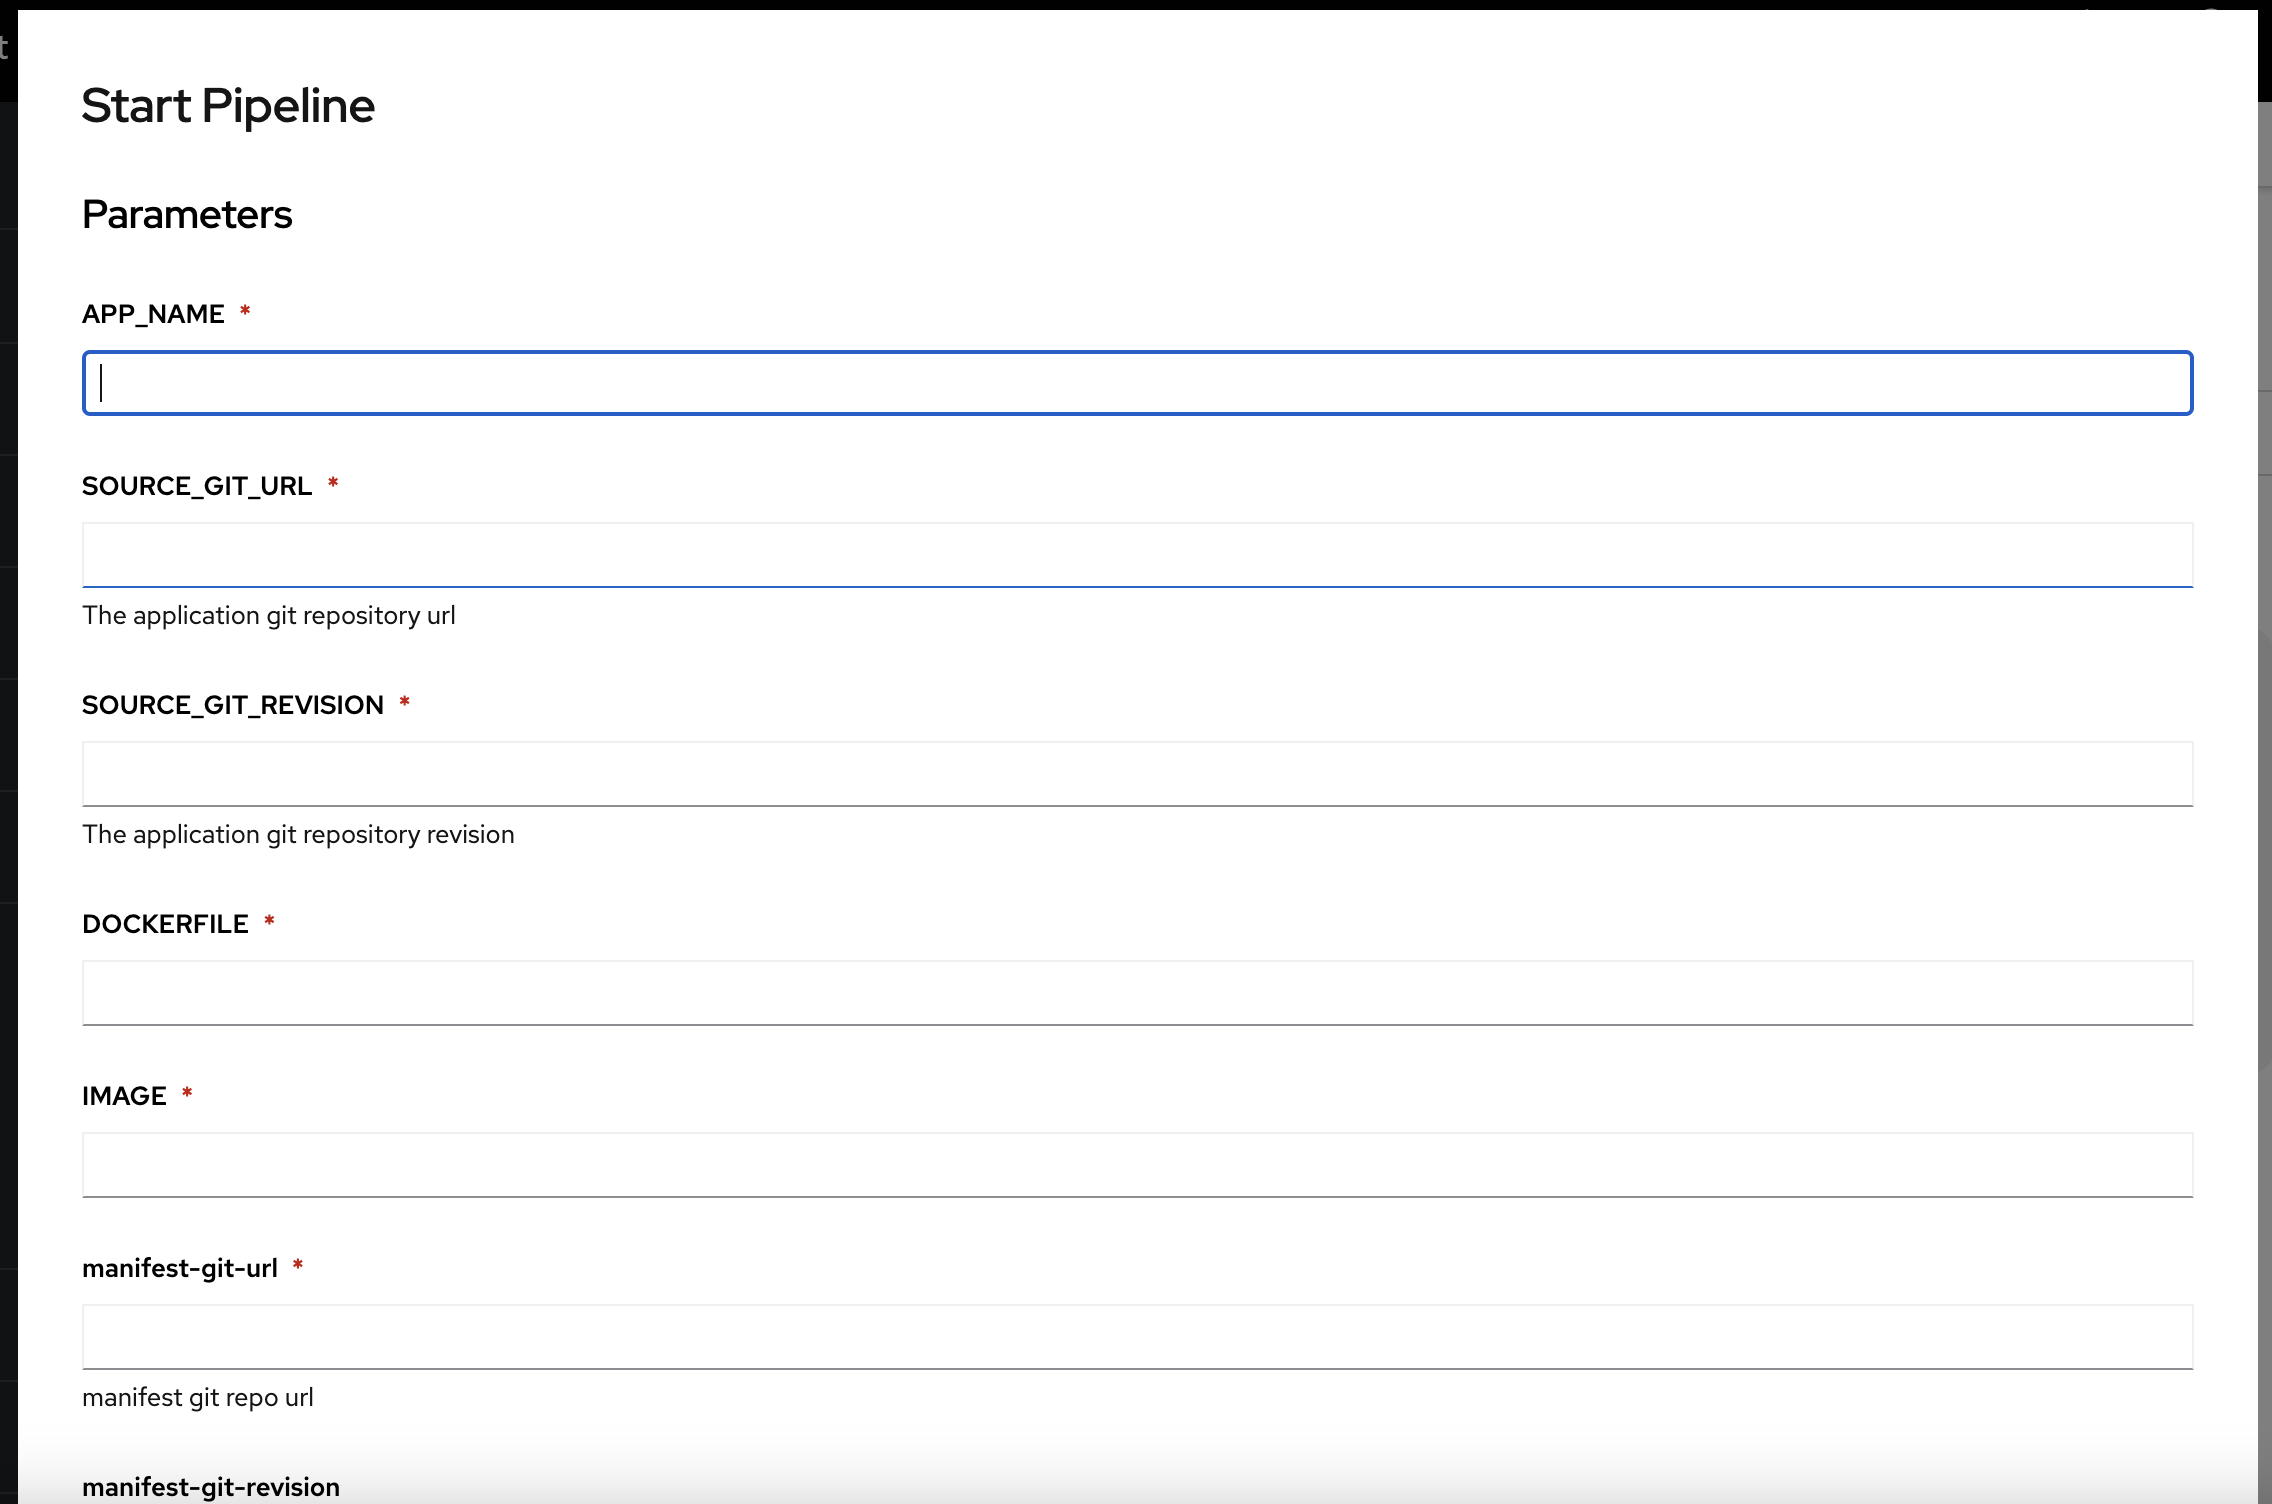 t
Start Pipeline
Parameters
APP_NAME *
SOURCE_GIT_URL *
The application git repository url
SOURCE_GIT_REVISION *
The application git repository revision
DOCKERFILE *
IMAGE *
manifest-git-url *
manifest git repo url
manifest-git-revision